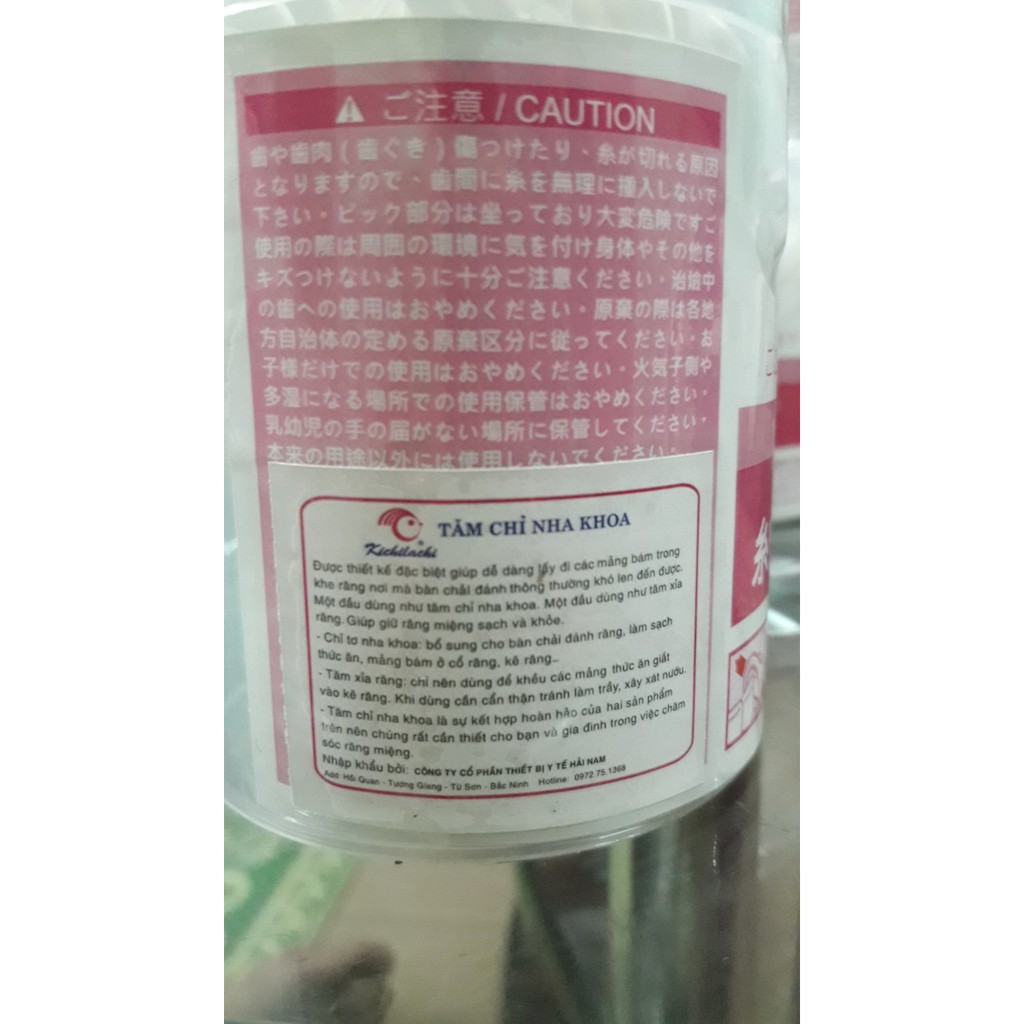 ⚠ ご注意 / CAUTION
歯や歯肉(歯ぐき)傷つけたり、糸が切れる原因
となりますので、歯間に糸を無理に挿入しないで
下さい・ピック部分は坐っており大変危険ですご
使用の際は周囲の環境に気を付け身体やその他を
キズつけないように十分ご注意ください・治燴中
の歯への使用はおやめください・原棄の際は各地
方自治体の定める原棄区分に従ってください・お
子様だけでの使用はおやめください・火気子側や
多湿になる場所での使用保管はおやめください・
乳幼児の手の届がない場所に保管してください・
本来の用途以外には使用しないでください・
Kichilachi
TĂM CHỈ NHA KHOA
Được thiết kế đặc biệt giúp dễ dàng lấy đi các mảng bám trong
khe răng nơi mà bàn chải đánh thông thường khó len đến được.
Một đầu dùng như tăm chỉ nha khoa. Một đầu dùng như tăm xỉa
răng. Giúp giữ răng miệng sạch và khỏe.
- Chỉ tơ nha khoa: bổ sung cho bàn chải đánh răng, làm sạch
thức ăn, mảng bám ở cổ răng, kẽ răng...
- Tăm xỉa răng: chỉ nên dùng để khều các mảng thức ăn giắt
vào kẽ răng. Khi dùng cần cẩn thận tránh làm trầy, xây xát nướu.
- Tăm chỉ nha khoa là sự kết hợp hoàn hảo của hai sản phẩm
trên nên chúng rất cần thiết cho bạn và gia đình trong việc chăm
sóc răng miệng.
Nhập khẩu bởi: CÔNG TY CỔ PHẦN THIẾT BỊ Y TẾ HẢI NAM
Add: Hồi Quan - Tương Giang - Từ Sơn - Bắc Ninh Hotline: 0972.75.1368
糸